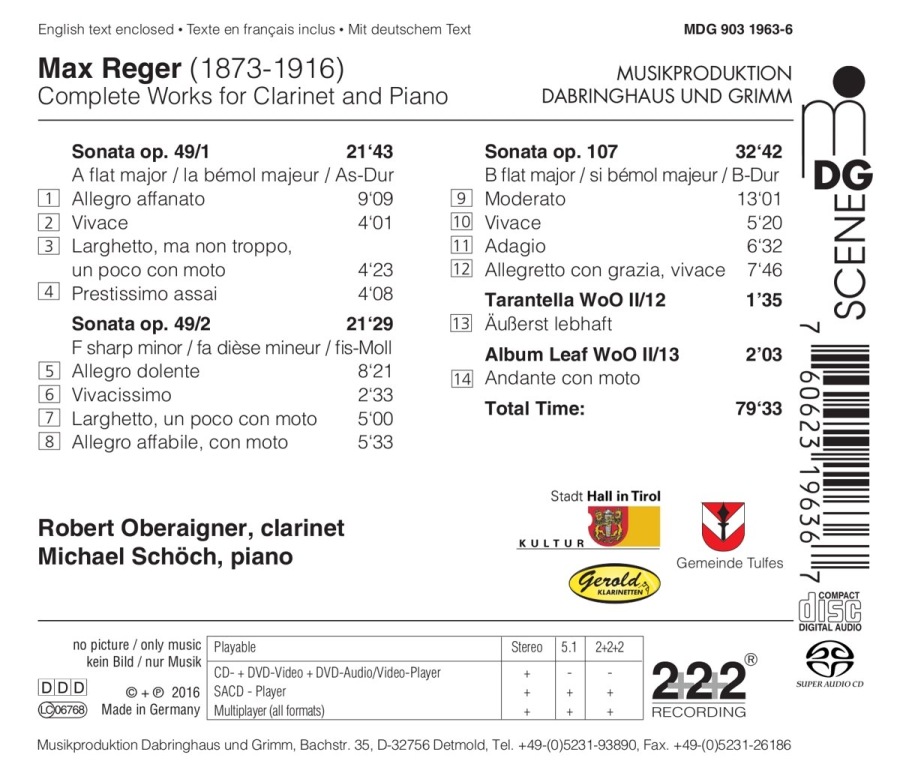 English text enclosed • Texte en français inclus • Mit deutschem Text
MDG 903 1963-6
Max Reger (1873-1916)
Complete Works for Clarinet and Piano
MUSIKPRODUKTION
DABRINGHAUS UND GRIMM
Sonata op. 49/1 21‘43
A flat major / la bémol majeur / As-Dur
1 Allegro affanato 9‘09
2 Vivace 4‘01
3 Larghetto, ma non troppo,
un poco con moto 4‘23
4 Prestissimo assai 4‘08
Sonata op. 49/2 21‘29
F sharp minor / fa dièse mineur / fis-Moll
5 Allegro dolente 8‘21
6 Vivacissimo 2‘33
7 Larghetto, un poco con moto 5‘00
8 Allegro affabile, con moto 5‘33
Sonata op. 107 32‘42
B flat major / si bémol majeur / B-Dur
9 Moderato 13‘01
10 Vivace 5‘20
11 Adagio 6‘32
12 Allegretto con grazia, vivace 7‘46
Tarantella WoO II/12 1‘35
13 Äußerst lebhaft
Album Leaf WoO II/13 2‘03
14 Andante con moto
Total Time: 79‘33
DG
SCENE
7 60623 19636 7
Robert Oberaigner, clarinet
Michael Schöch, piano
Stadt Hall in Tirol
KULTUR
Gerold
KLARINETTEN
Gemeinde Tulfes
COMPACT
disc
DIGITAL AUDIO
SUPER AUDIO CD
no picture / only music
kein Bild / nur Musik
DDD
LC 06768
© + ℗ 2016
Made in Germany
Playable Stereo 5.1 2+2+2
CD- + DVD-Video + DVD-Audio/Video-Player + - -
SACD - Player + + +
Multiplayer (all formats) + + +
2+2+2®
RECORDING
Musikproduktion Dabringhaus und Grimm, Bachstr. 35, D-32756 Detmold, Tel. +49-(0)5231-93890, Fax. +49-(0)5231-26186